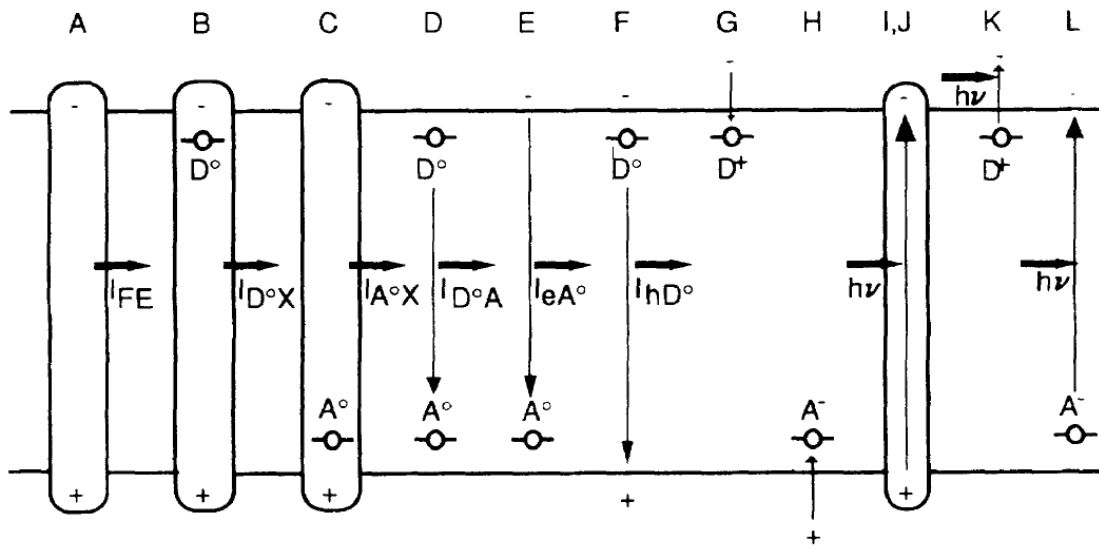 A B C D E F G H I,J K L
- - - - - - - - -
hν
D° D° D° D⁺ D⁺
I_FE I_D°X I_A°X I_D°A I_eA° I_hD° hν hν
A° A° A° A⁻ A⁻
+ + + + + +